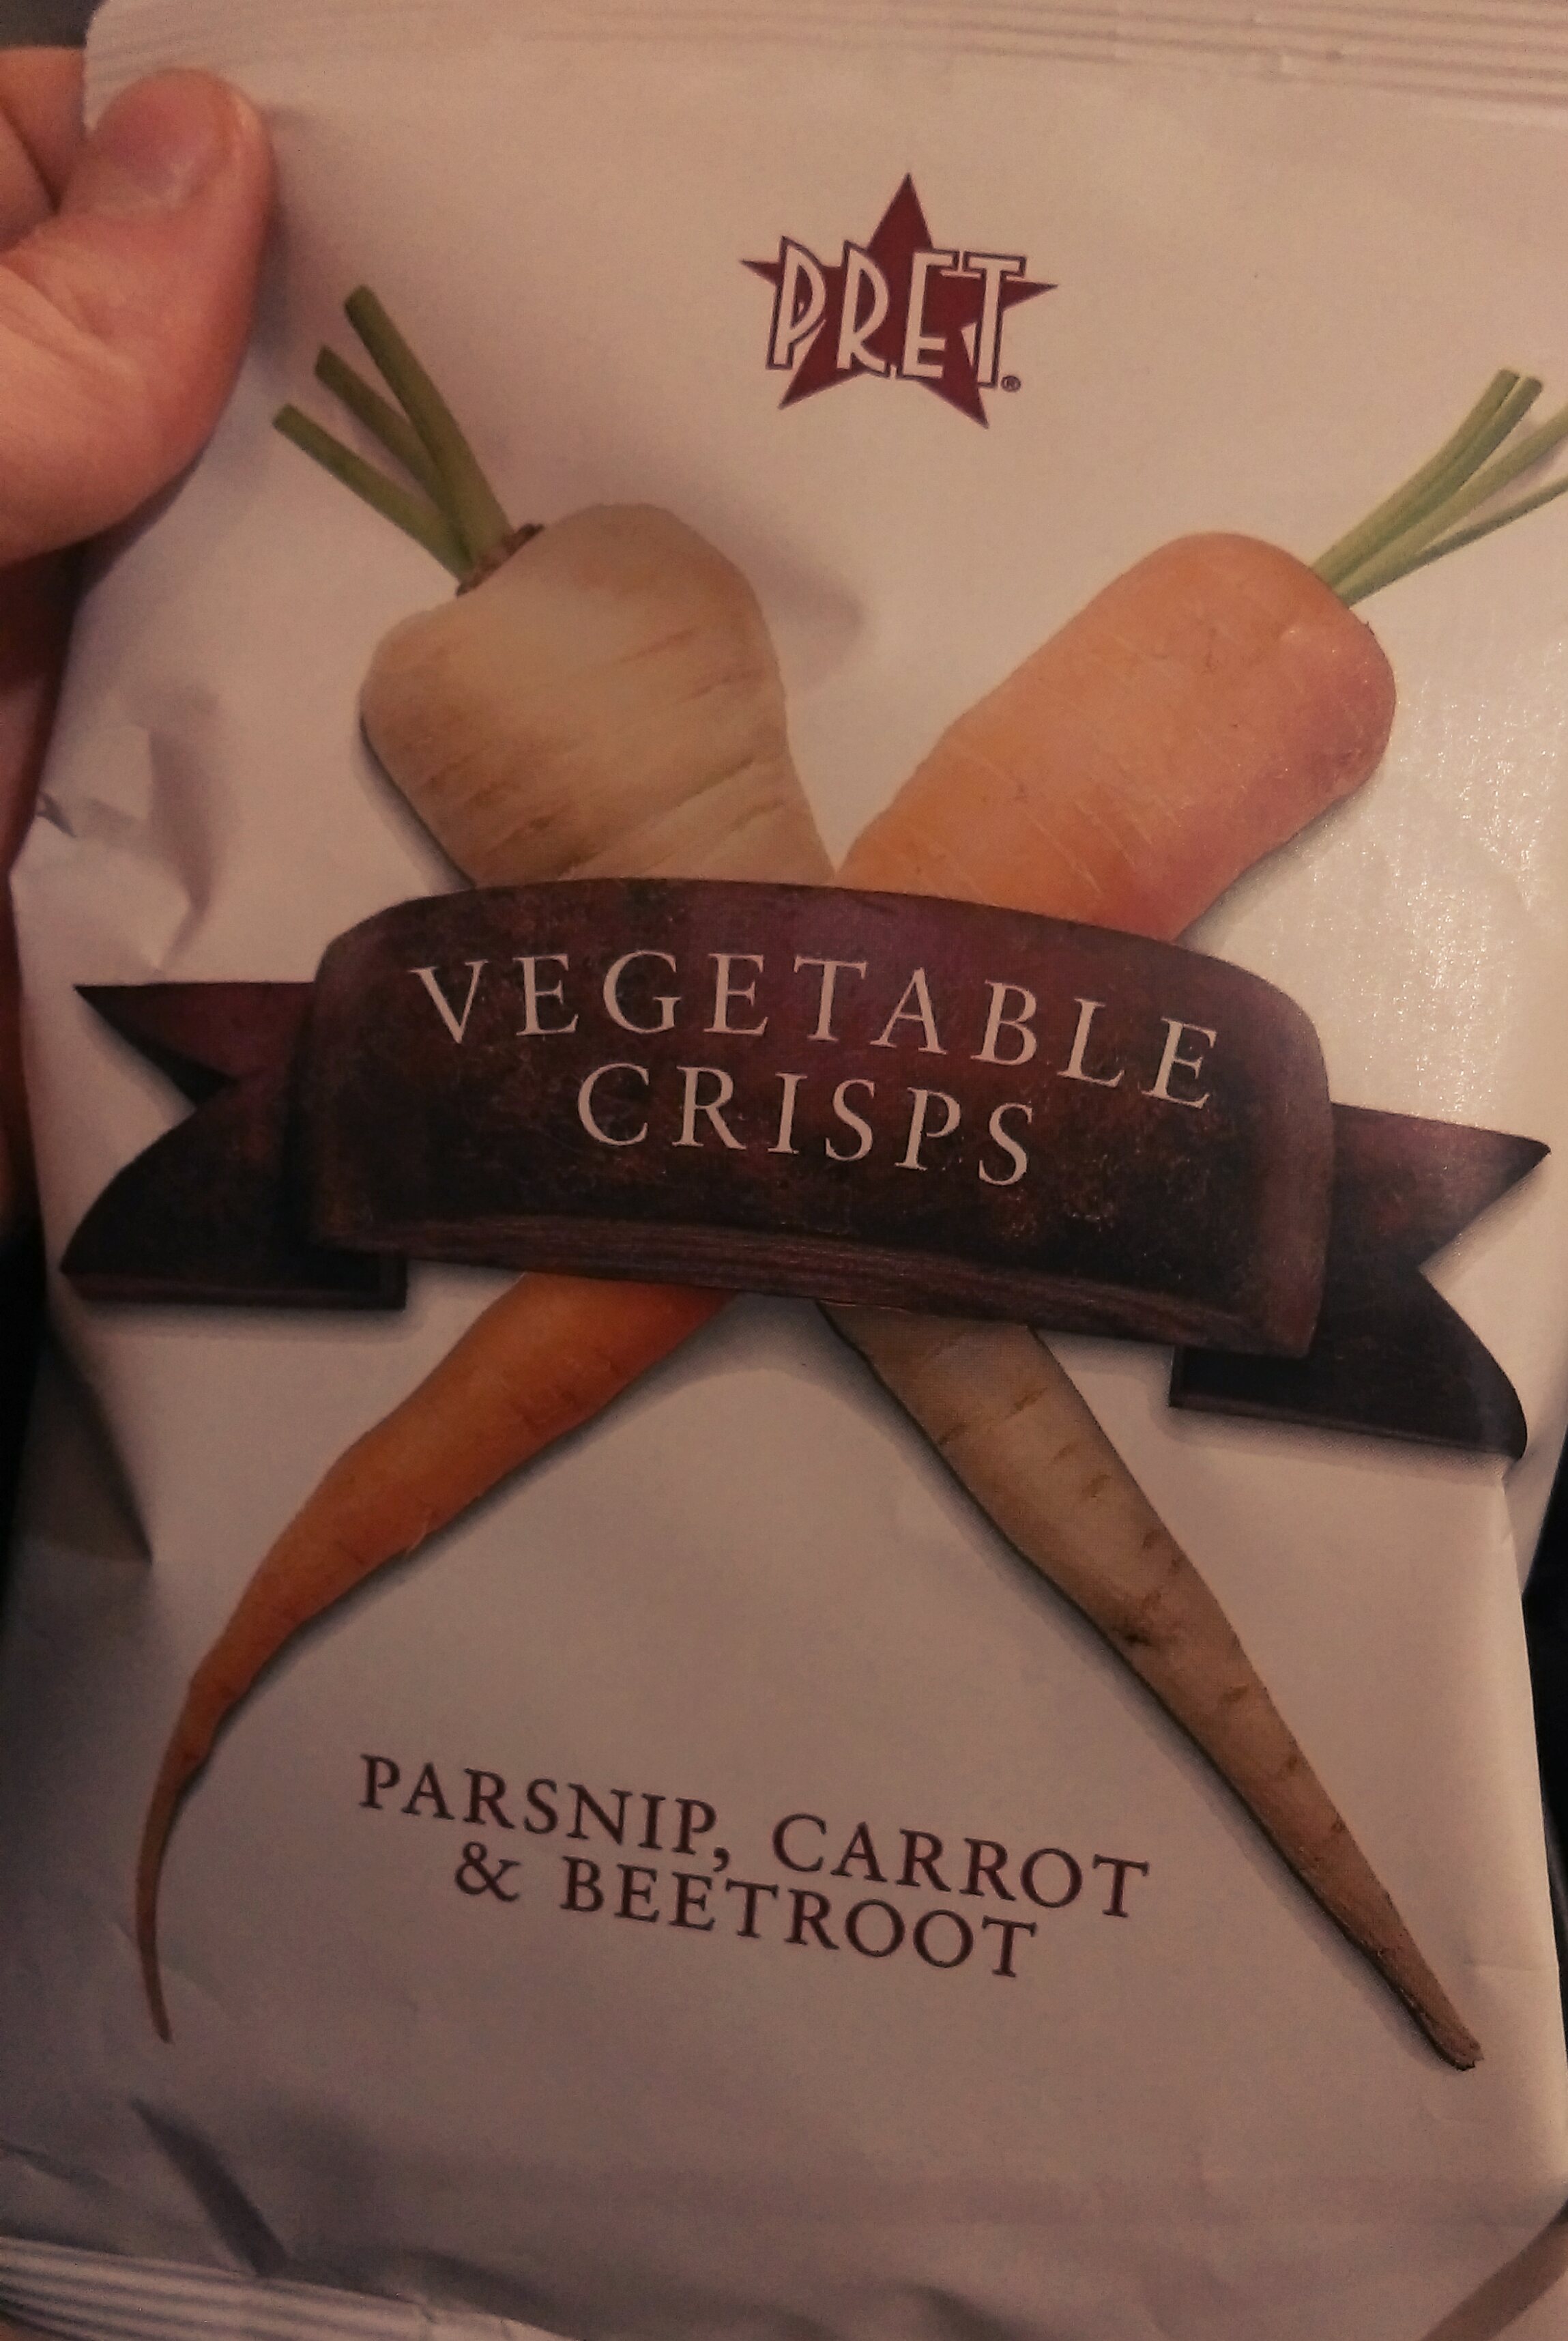 PRET®
VEGETABLE
CRISPS
PARSNIP, CARROT
& BEETROOT